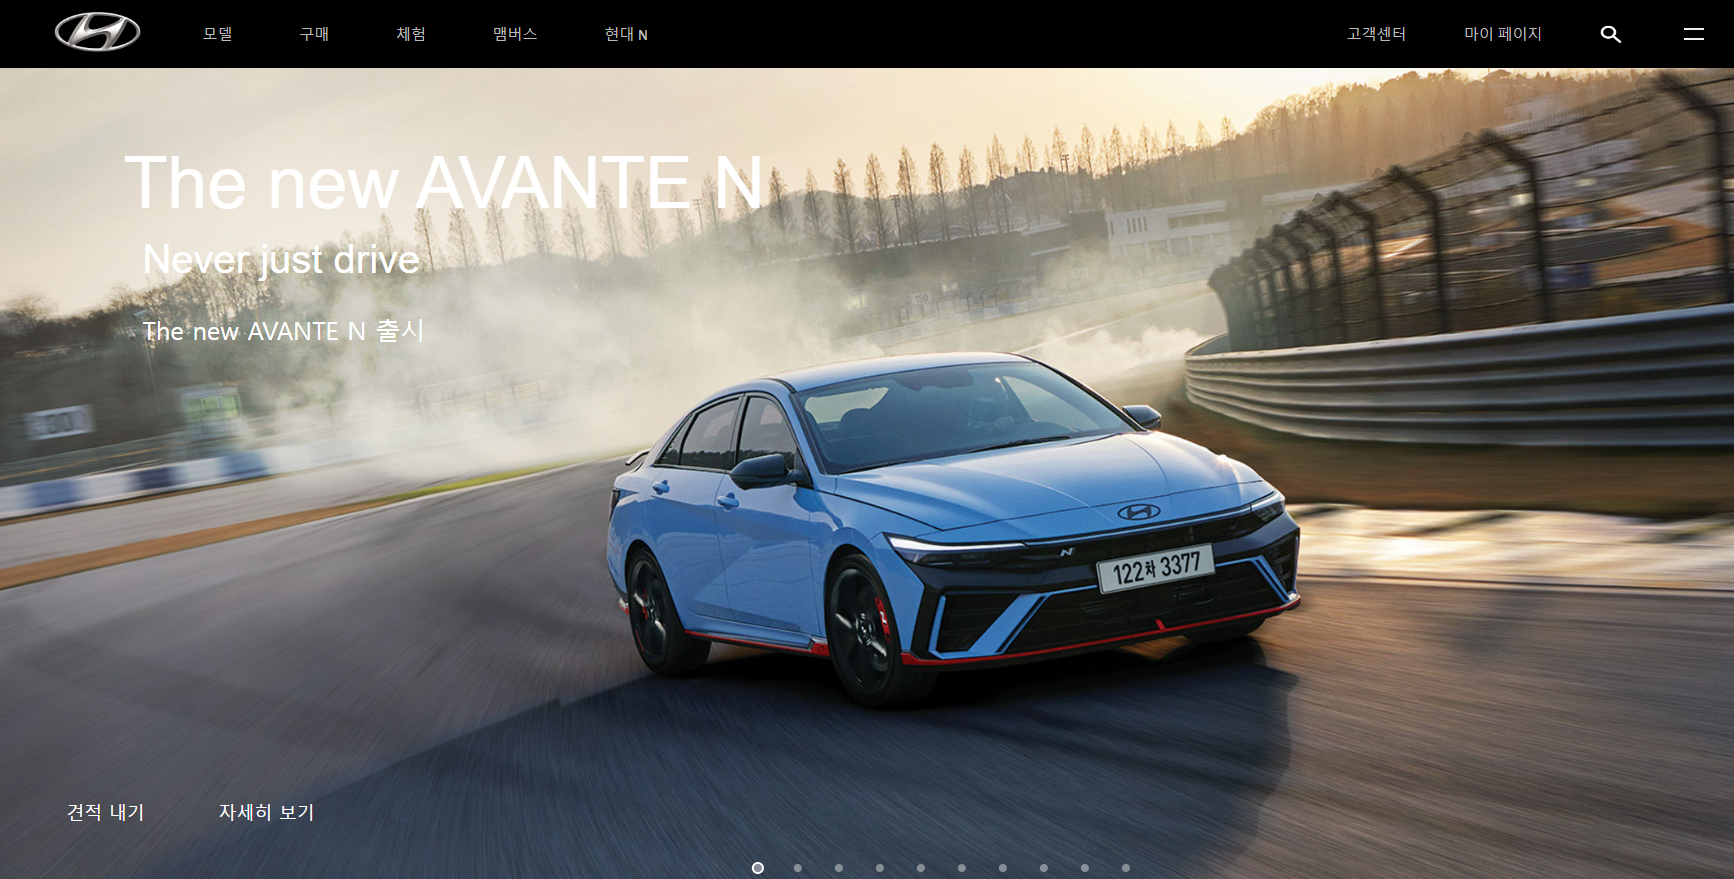 모델 구매 체험 맴버스 현대 N 고객센터 마이 페이지
The new AVANTE N
Never just drive
The new AVANTE N 출시
150
N
122차 3377
견적 내기 자세히 보기